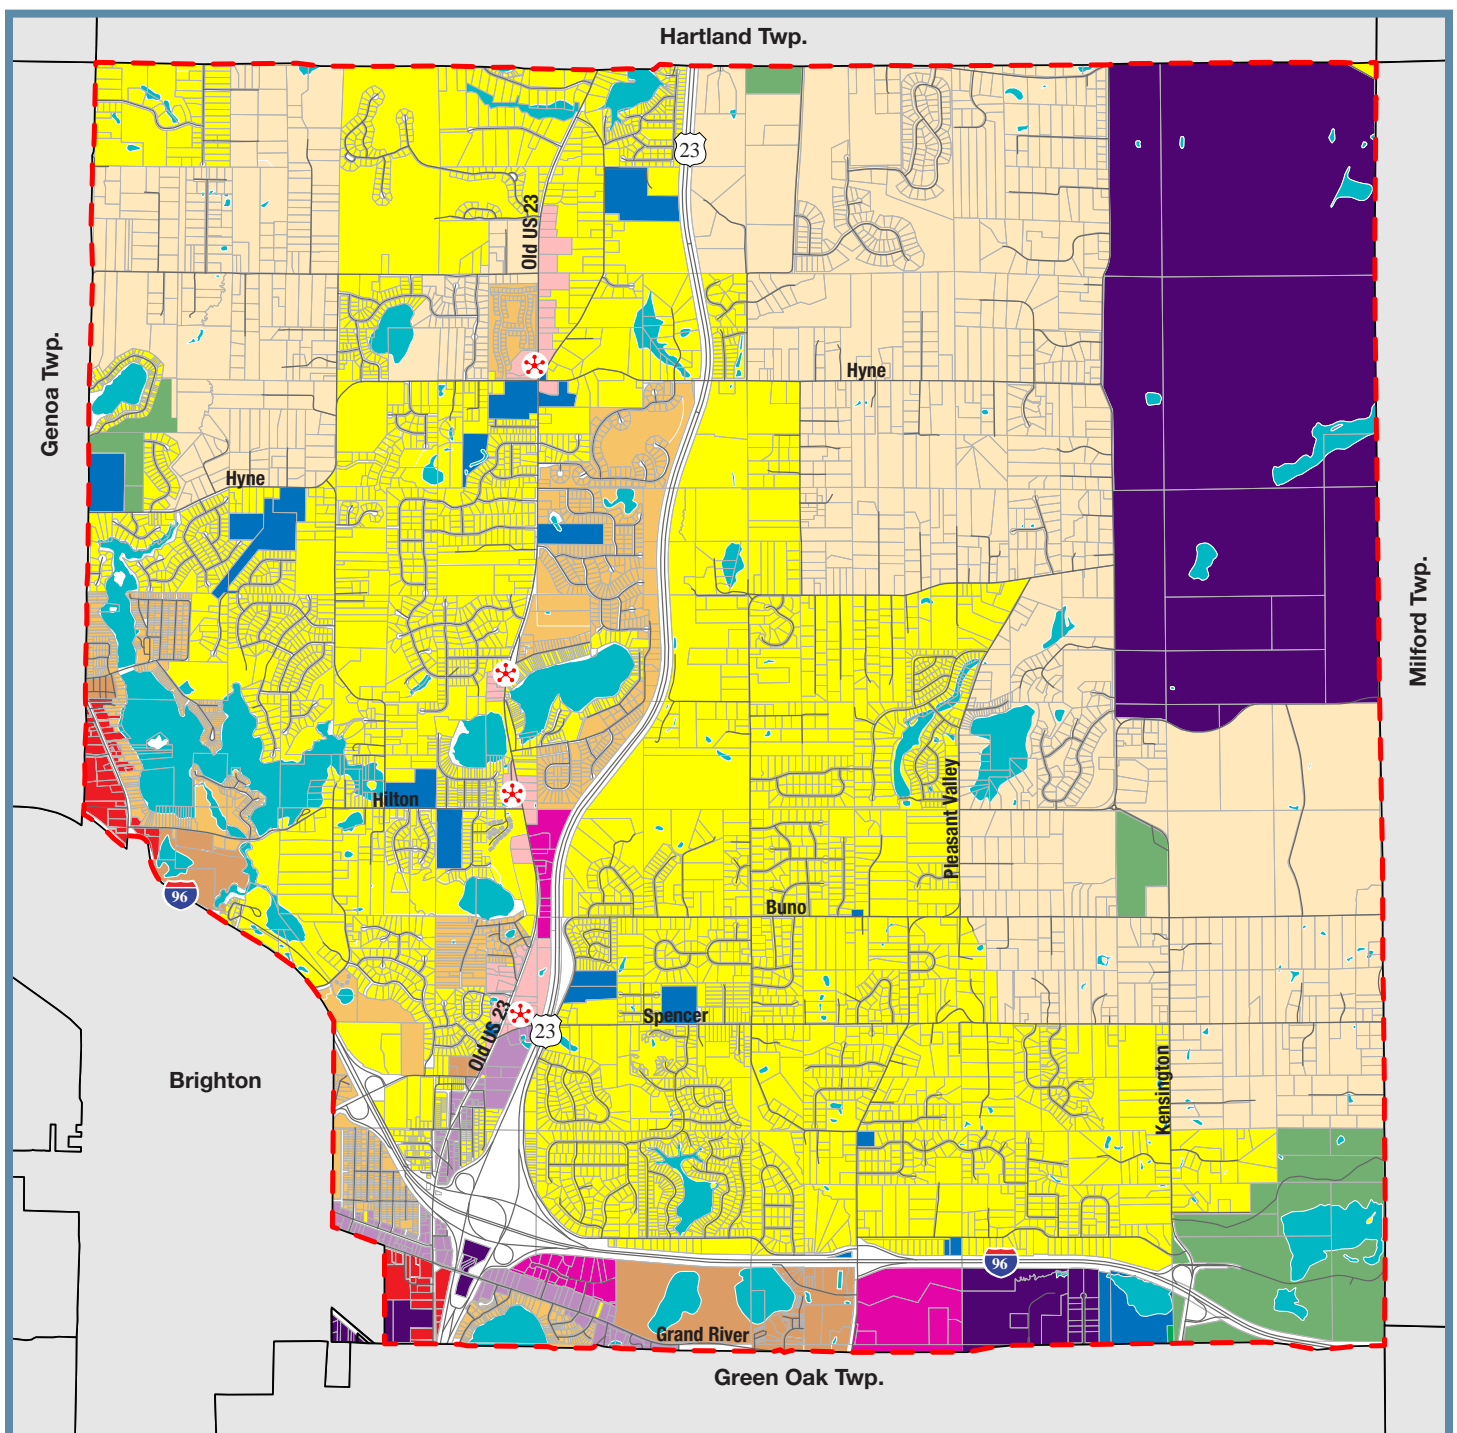 Hartland Twp.
23
Old US 23
Genoa Twp.
Hyne
Hyne
Milford Twp.
Pleasant Valley
Hilton
96
Buno
Spencer
Old US 23
23
Brighton
Kensington
96
Grand River
Green Oak Twp.